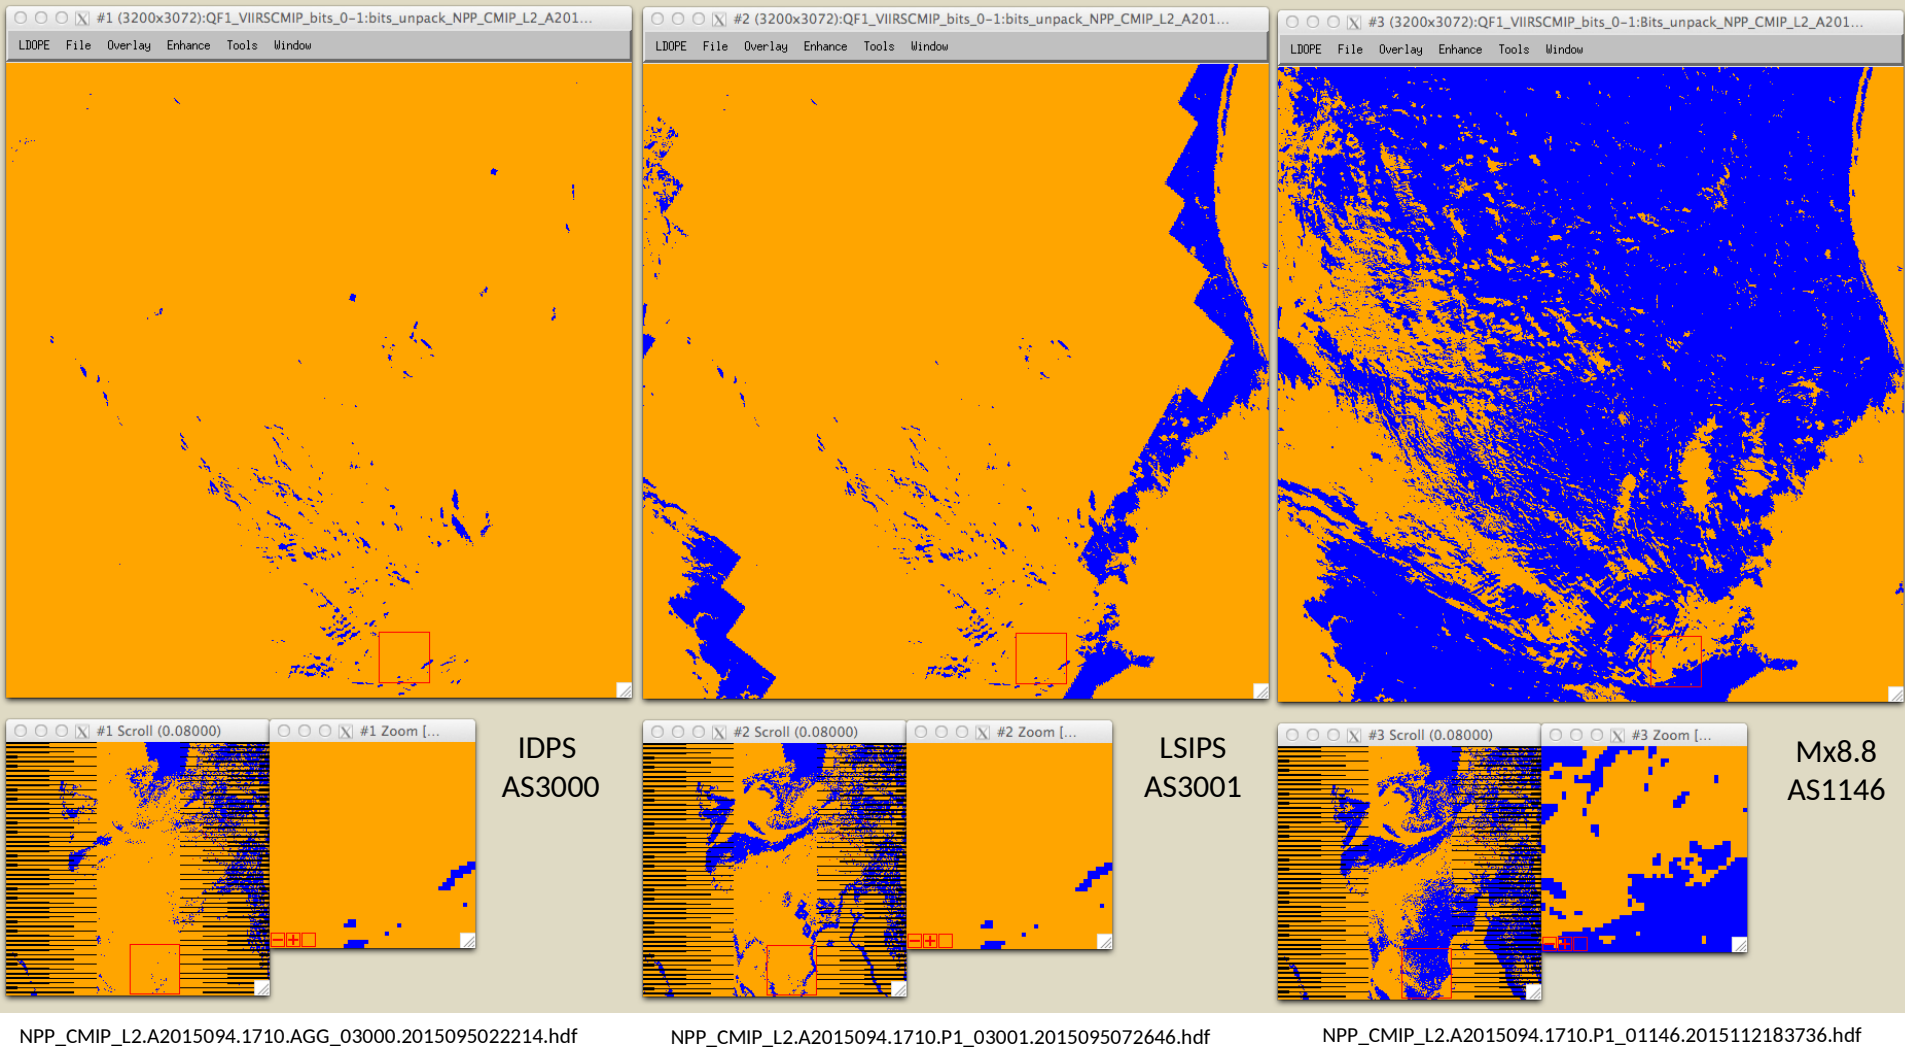 #1 (3200x3072):QF1_VIIRSCMIP_bits_0-1:bits_unpack_NPP_CMIP_L2_A201...
LDOPE File Overlay Enhance Tools Window
#2 (3200x3072):QF1_VIIRSCMIP_bits_0-1:bits_unpack_NPP_CMIP_L2_A201...
LDOPE File Overlay Enhance Tools Window
#3 (3200x3072):QF1_VIIRSCMIP_bits_0-1:Bits_unpack_NPP_CMIP_L2_A201...
LDOPE File Overlay Enhance Tools Window
#1 Scroll (0.08000)
#1 Zoom [...
IDPS
AS3000
#2 Scroll (0.08000)
#2 Zoom [...
LSIPS
AS3001
#3 Scroll (0.08000)
#3 Zoom [...
Mx8.8
AS1146
NPP_CMIP_L2.A2015094.1710.AGG_03000.2015095022214.hdf
NPP_CMIP_L2.A2015094.1710.P1_03001.2015095072646.hdf
NPP_CMIP_L2.A2015094.1710.P1_01146.2015112183736.hdf